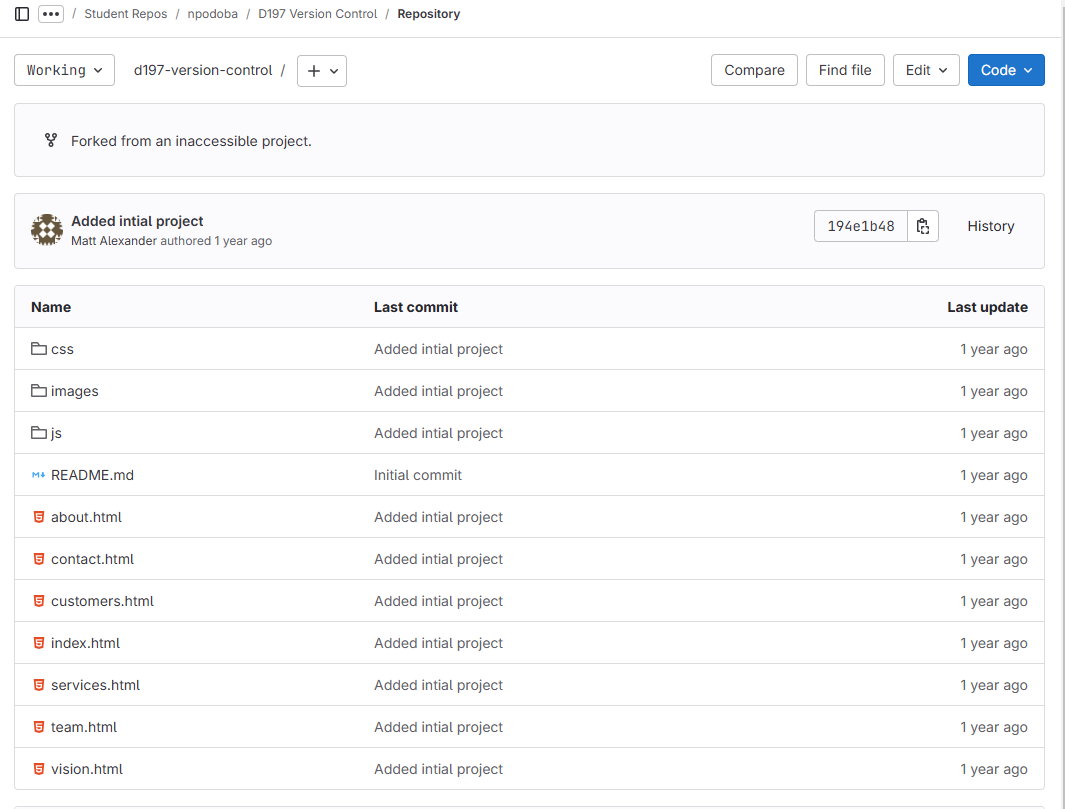 ••• / Student Repos / npodoba / D197 Version Control / Repository
Working d197-version-control / + Compare Find file Edit Code
Forked from an inaccessible project.
Added intial project
Matt Alexander authored 1 year ago
194e1b48 History
Name Last commit Last update
css Added intial project 1 year ago
images Added intial project 1 year ago
js Added intial project 1 year ago
M↓ README.md Initial commit 1 year ago
about.html Added intial project 1 year ago
contact.html Added intial project 1 year ago
customers.html Added intial project 1 year ago
index.html Added intial project 1 year ago
services.html Added intial project 1 year ago
team.html Added intial project 1 year ago
vision.html Added intial project 1 year ago